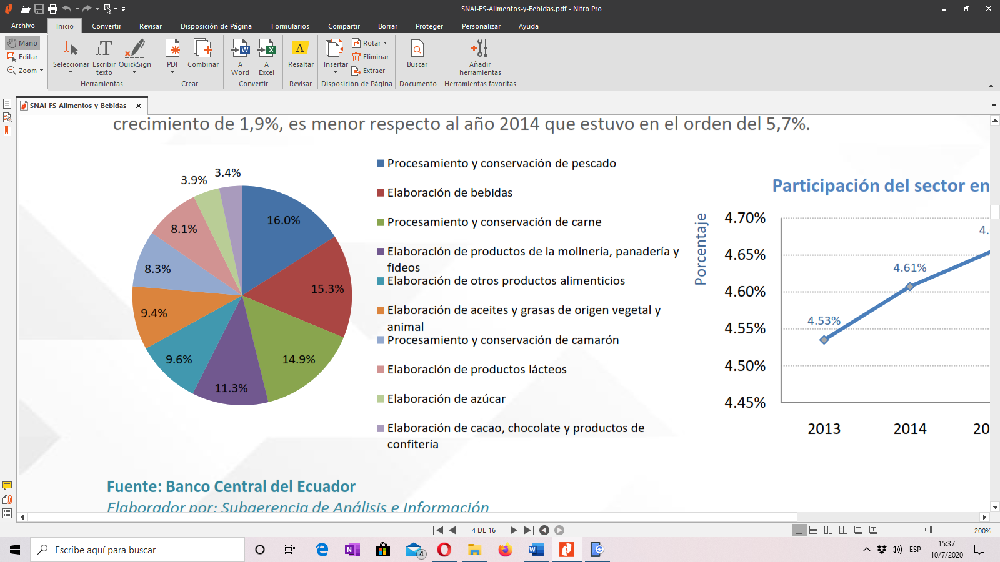 SNAI-FS-Alimentos-y-Bebidas.pdf - Nitro Pro
Archivo Inicio Convertir Revisar Disposición de Página Formularios Compartir Borrar Proteger Personalizar Ayuda
Mano
Editar
Zoom
Seleccionar
Escribir texto
QuickSign
Herramientas
PDF
Combinar
Crear
A Word
A Excel
Convertir
Resaltar
Revisar
Insertar
Rotar
Eliminar
Extraer
Disposición de Página
Buscar
Documento
Añadir herramientas
Herramientas favoritas
SNAI-FS-Alimentos-y-Bebidas
crecimiento de 1,9%, es menor respecto al año 2014 que estuvo en el orden del 5,7%.
3.9%
3.4%
16.0%
8.1%
8.3%
15.3%
9.4%
9.6%
14.9%
11.3%
Procesamiento y conservación de pescado
Elaboración de bebidas
Procesamiento y conservación de carne
Elaboración de productos de la molinería, panadería y
fideos
Elaboración de otros productos alimenticios
Elaboración de aceites y grasas de origen vegetal y
animal
Procesamiento y conservación de camarón
Elaboración de productos lácteos
Elaboración de azúcar
Elaboración de cacao, chocolate y productos de
confitería
Participación del sector en
Porcentaje
4.70%
4.65%
4.60%
4.55%
4.50%
4.45%
4.53%
4.61%
4.
2013 2014 20
Fuente: Banco Central del Ecuador
Elaborador por: Subgerencia de Análisis e Información
4 DE 16
200%
Escribe aquí para buscar
4
ESP
15:37
10/7/2020